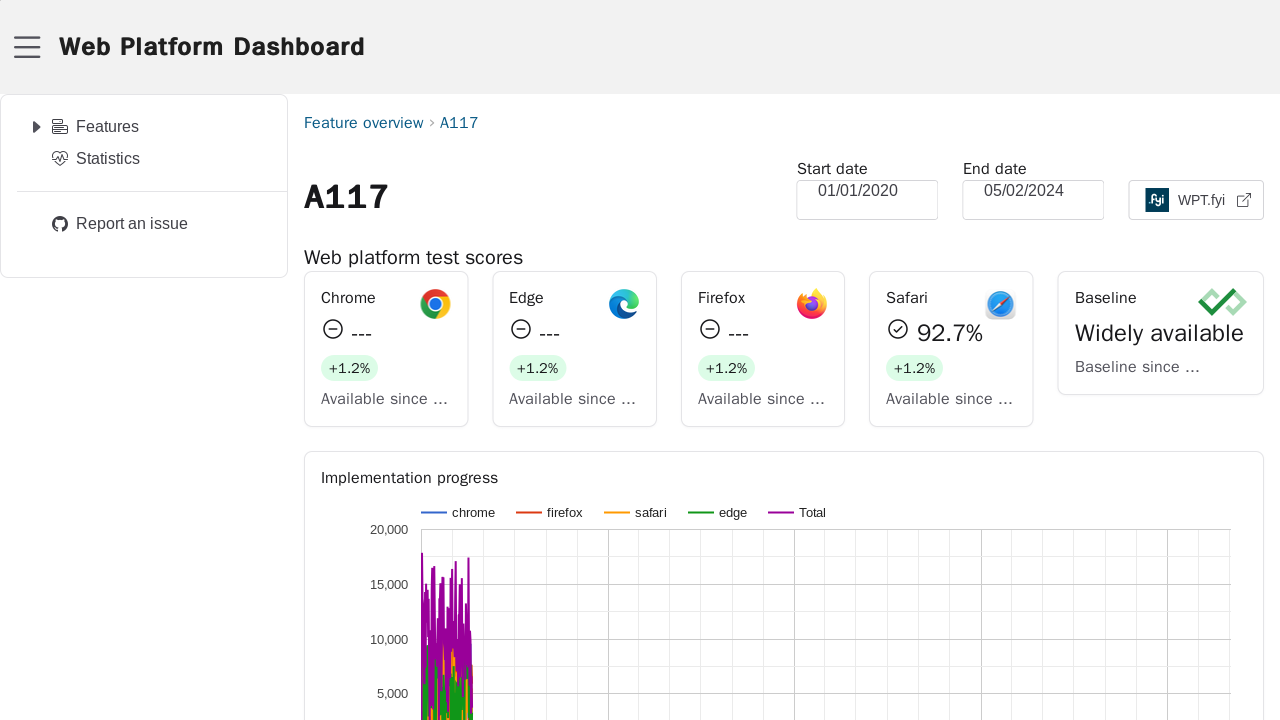 Web Platform Dashboard
Features
Statistics
Report an issue
Feature overview › A117
A117
Start date
01/01/2020
End date
05/02/2024
.fyi WPT.fyi
Web platform test scores
Chrome
---
+1.2%
Available since ...
Edge
---
+1.2%
Available since ...
Firefox
---
+1.2%
Available since ...
Safari
92.7%
+1.2%
Available since ...
Baseline
Widely available
Baseline since ...
Implementation progress
chrome firefox safari edge Total
20,000
15,000
10,000
5,000